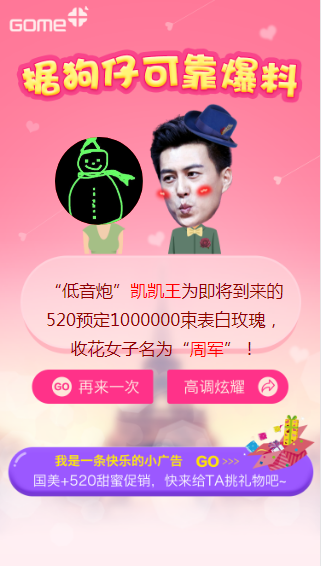 GOME+
据狗仔可靠爆料
“低音炮”凯凯王为即将到来的
520预定1000000束表白玫瑰，
收花女子名为“周军”！
GO 再来一次
高调炫耀
我是一条快乐的小广告 GO >>>
国美+520甜蜜促销，快来给TA挑礼物吧~